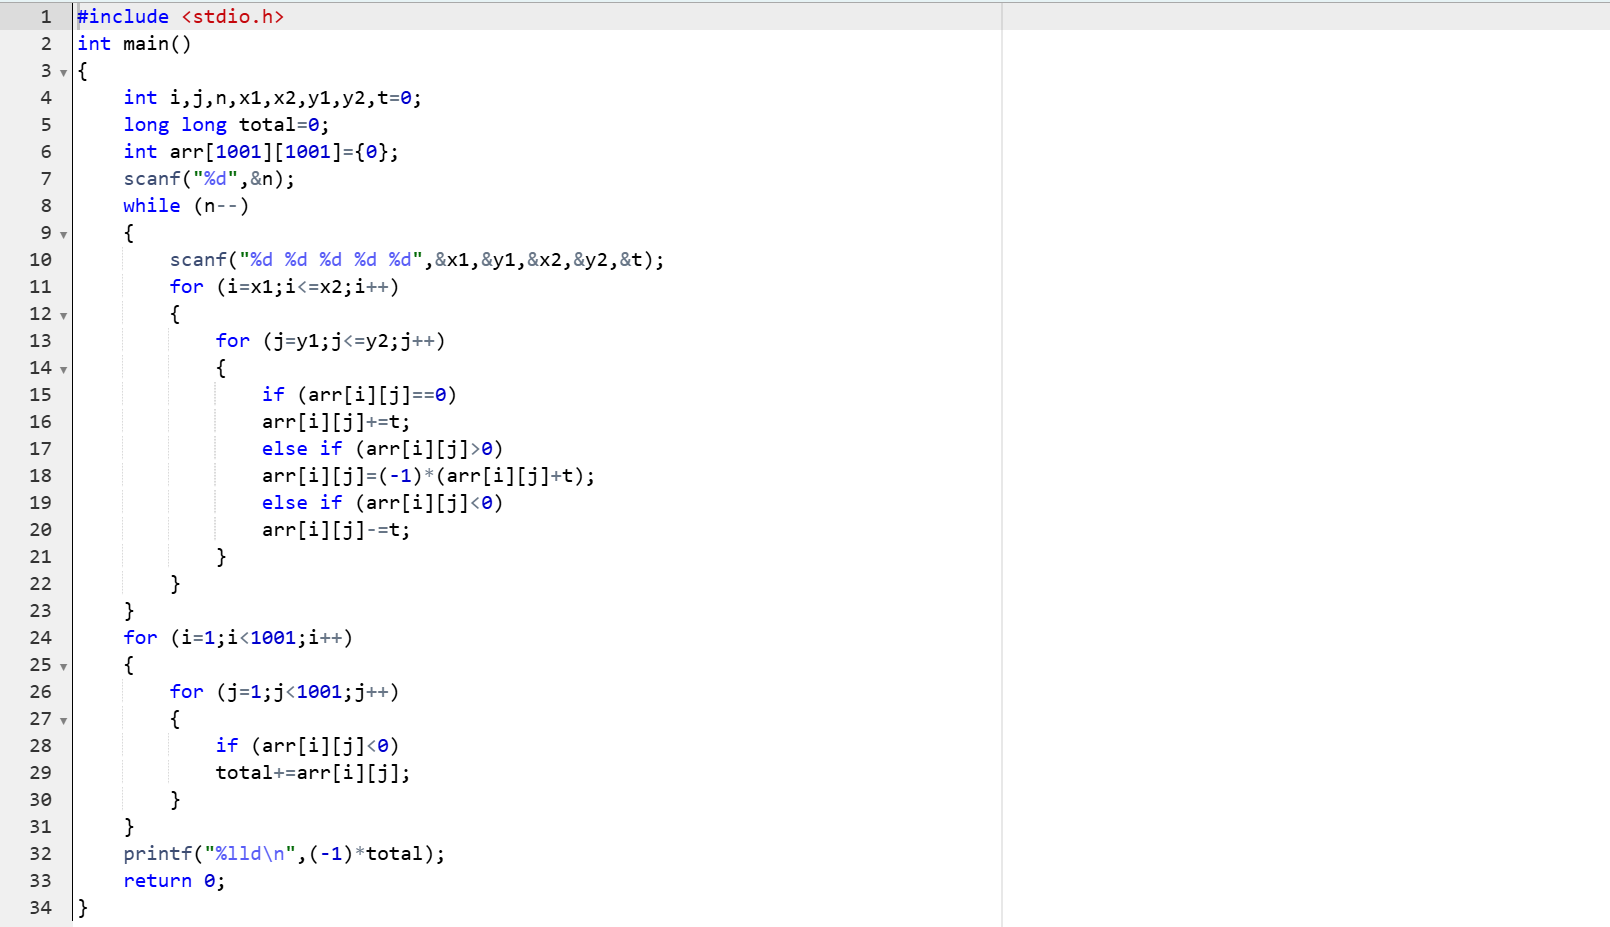 1 #include <stdio.h>
2 int main()
3 {
4 int i,j,n,x1,x2,y1,y2,t=0;
5 long long total=0;
6 int arr[1001][1001]={0};
7 scanf("%d",&n);
8 while (n--)
9 {
10 scanf("%d %d %d %d %d",&x1,&y1,&x2,&y2,&t);
11 for (i=x1;i<=x2;i++)
12 {
13 for (j=y1;j<=y2;j++)
14 {
15 if (arr[i][j]==0)
16 arr[i][j]+=t;
17 else if (arr[i][j]>0)
18 arr[i][j]=(-1)*(arr[i][j]+t);
19 else if (arr[i][j]<0)
20 arr[i][j]-=t;
21 }
22 }
23 }
24 for (i=1;i<1001;i++)
25 {
26 for (j=1;j<1001;j++)
27 {
28 if (arr[i][j]<0)
29 total+=arr[i][j];
30 }
31 }
32 printf("%lld\n",(-1)*total);
33 return 0;
34 }